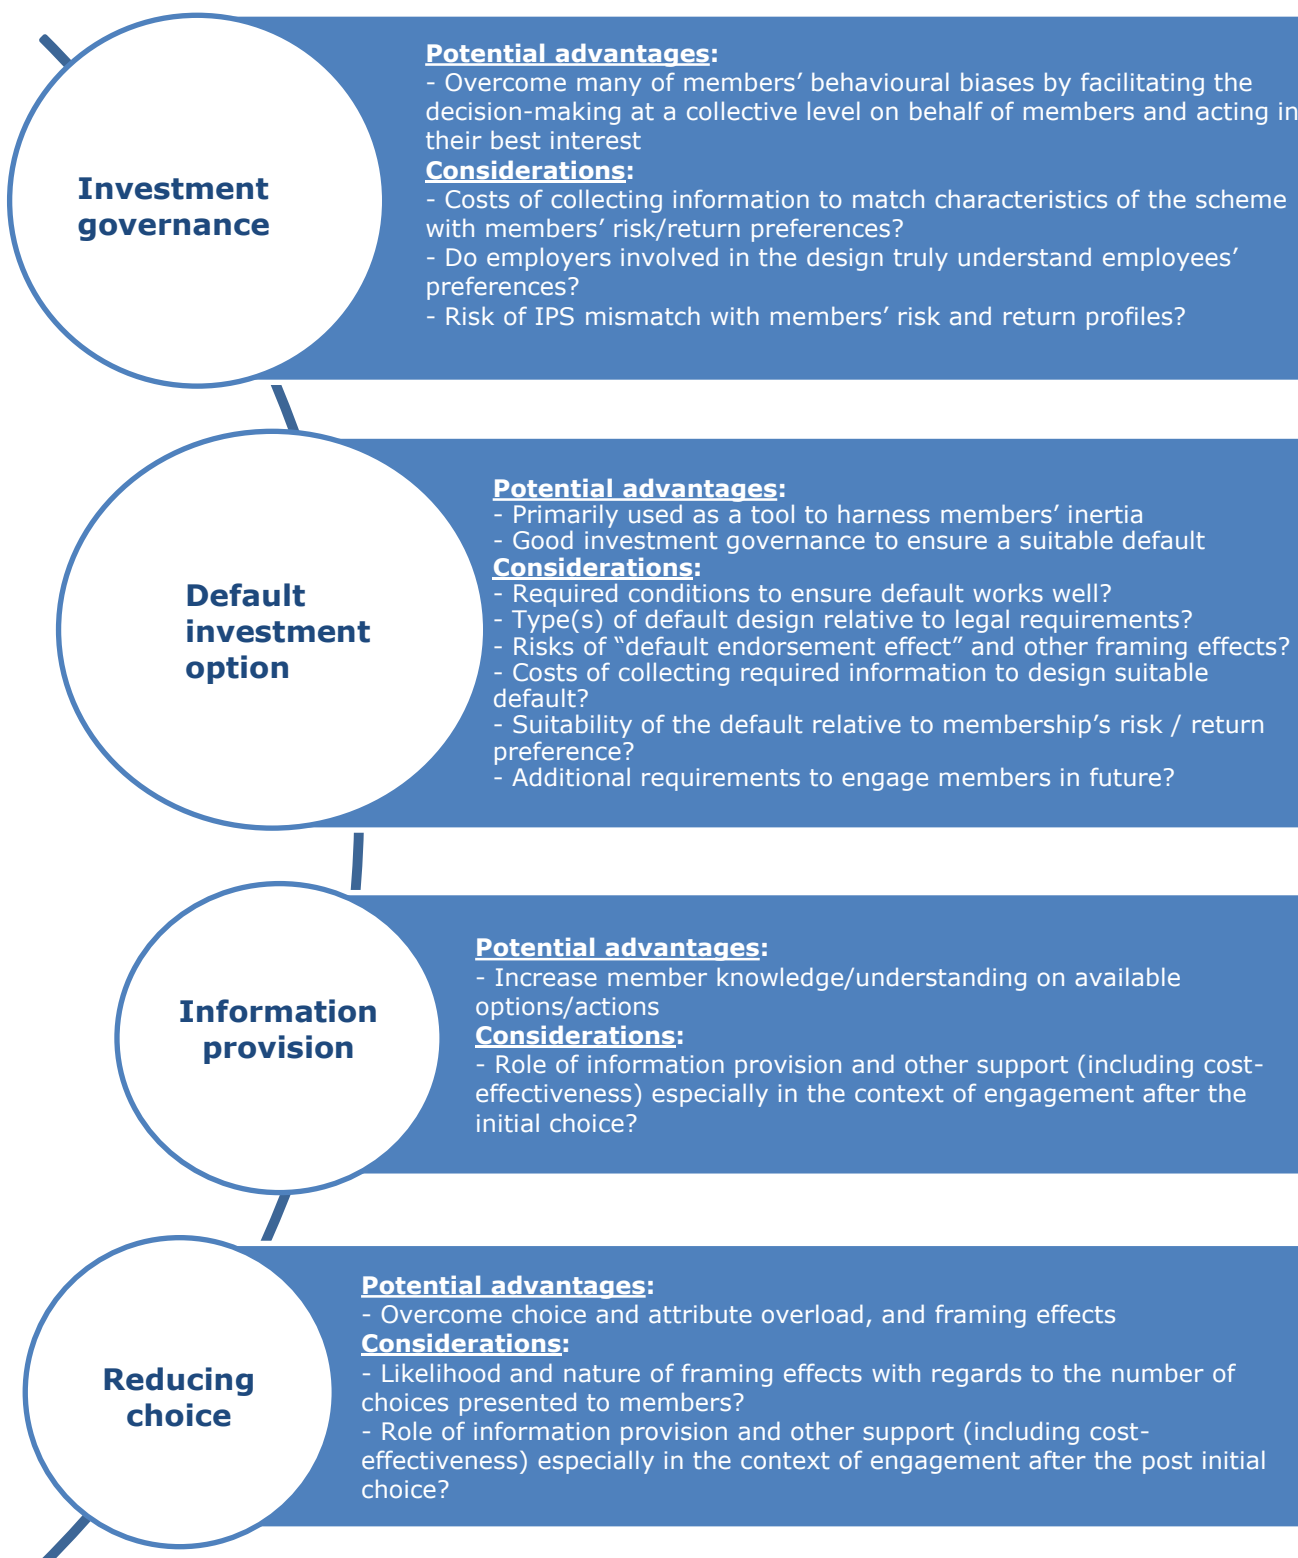 Investment
governance
Potential advantages:
- Overcome many of members’ behavioural biases by facilitating the
decision-making at a collective level on behalf of members and acting in
their best interest
Considerations:
- Costs of collecting information to match characteristics of the scheme
with members’ risk/return preferences?
- Do employers involved in the design truly understand employees’
preferences?
- Risk of IPS mismatch with members’ risk and return profiles?
Default
investment
option
Potential advantages:
- Primarily used as a tool to harness members’ inertia
- Good investment governance to ensure a suitable default
Considerations:
- Required conditions to ensure default works well?
- Type(s) of default design relative to legal requirements?
- Risks of “default endorsement effect” and other framing effects?
- Costs of collecting required information to design suitable
default?
- Suitability of the default relative to membership’s risk / return
preference?
- Additional requirements to engage members in future?
Information
provision
Potential advantages:
- Increase member knowledge/understanding on available
options/actions
Considerations:
- Role of information provision and other support (including cost-
effectiveness) especially in the context of engagement after the
initial choice?
Reducing
choice
Potential advantages:
- Overcome choice and attribute overload, and framing effects
Considerations:
- Likelihood and nature of framing effects with regards to the number of
choices presented to members?
- Role of information provision and other support (including cost-
effectiveness) especially in the context of engagement after the post initial
choice?